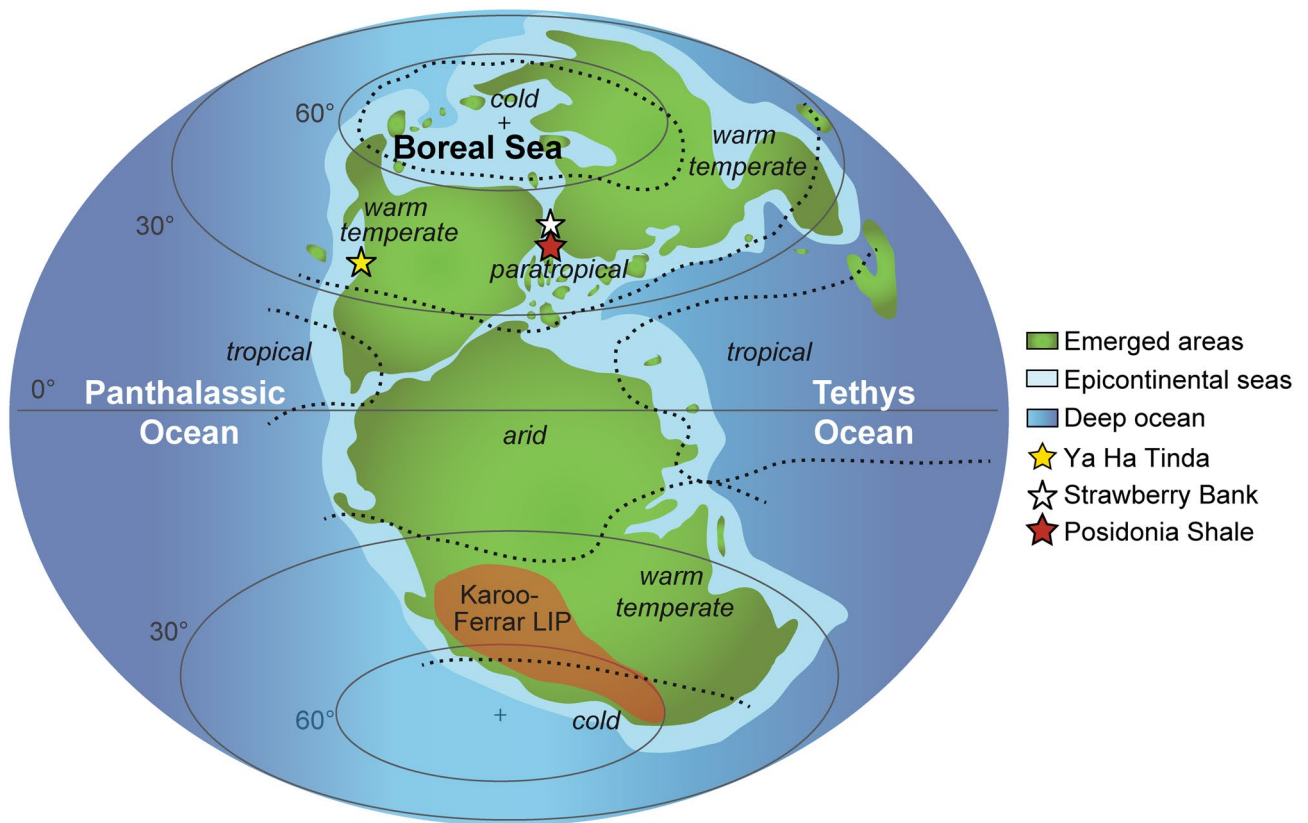 60°
cold
+
Boreal Sea
warm
temperate
30°
warm
temperate
paratropical
tropical
tropical
0°
Panthalassic
Ocean
Tethys
Ocean
arid
Karoo-
Ferrar LIP
warm
temperate
30°
60°
+
cold
Emerged areas
Epicontinental seas
Deep ocean
Ya Ha Tinda
Strawberry Bank
Posidonia Shale